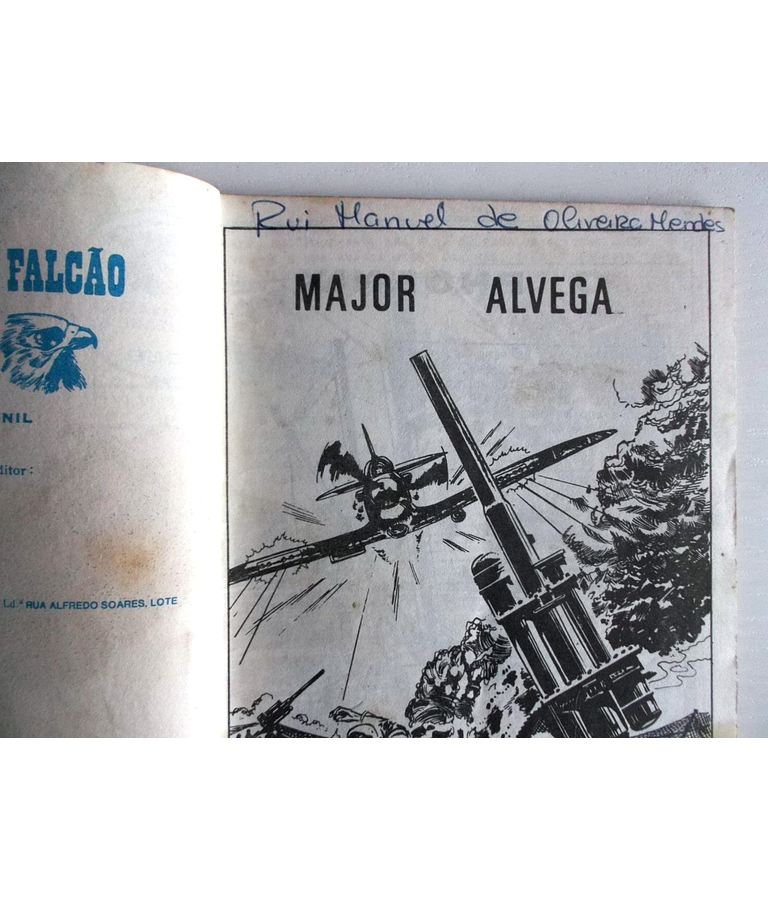 FALCÃO
NIL
ditor :
Ld.ª RUA ALFREDO SOARES, LOTE
Rui Manuel de Oliveira Mendes
MAJOR ALVEGA